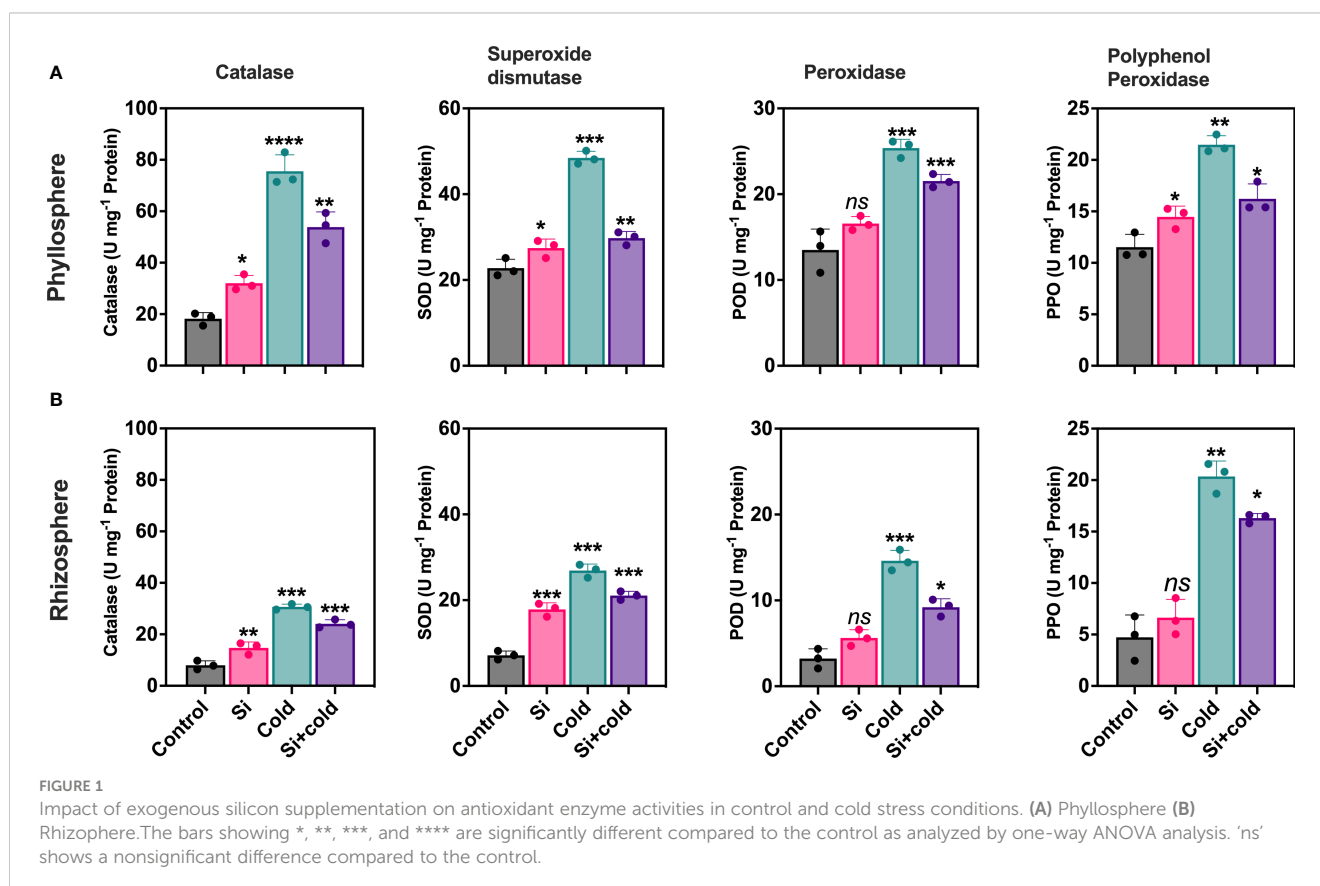 A
Catalase
Superoxide
dismutase
Peroxidase
Polyphenol
Peroxidase
Phyllosphere
Catalase (U mg⁻¹ Protein)
100
80
60
40
20
0
*
****
**
SOD (U mg⁻¹ Protein)
60
40
20
0
*
***
**
POD (U mg⁻¹ Protein)
30
20
10
0
ns
***
***
PPO (U mg⁻¹ Protein)
25
20
15
10
5
0
*
**
*
B
Rhizosphere
Catalase (U mg⁻¹ Protein)
100
80
60
40
20
0
**
***
***
Control
Si
Cold
Si+cold
SOD (U mg⁻¹ Protein)
60
40
20
0
***
***
***
Control
Si
Cold
Si+cold
POD (U mg⁻¹ Protein)
30
20
10
0
ns
***
*
Control
Si
Cold
Si+cold
PPO (U mg⁻¹ Protein)
25
20
15
10
5
0
ns
**
*
Control
Si
Cold
Si+cold
FIGURE 1
Impact of exogenous silicon supplementation on antioxidant enzyme activities in control and cold stress conditions. (A) Phyllosphere (B)
Rhizophere.The bars showing *, **, ***, and **** are significantly different compared to the control as analyzed by one-way ANOVA analysis. ‘ns’
shows a nonsignificant difference compared to the control.